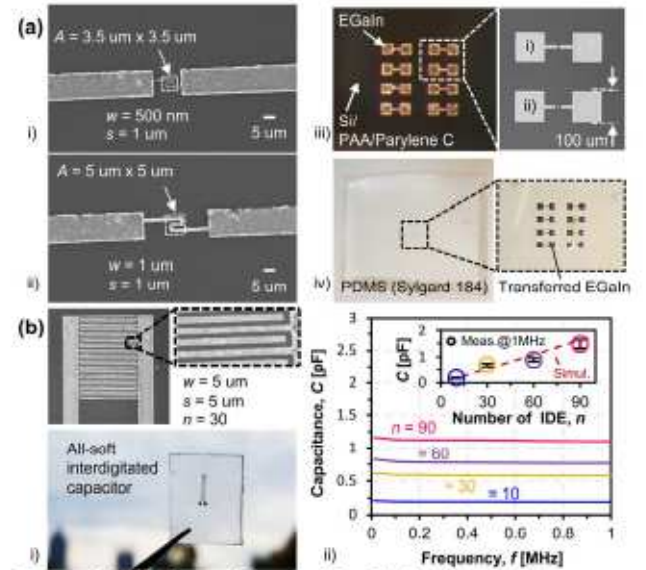 (a)
A = 3.5 um x 3.5 um
w = 500 nm
s = 1 um
5 um
i)
A = 5 um x 5 um
w = 1 um
s = 1 um
5 um
ii)
EGaIn
Si/
PAA/Parylene C
iii)
i)
ii)
100 um
iv)
PDMS (Sylgard 184)
Transferred EGaIn
(b)
w = 5 um
s = 5 um
n = 30
All-soft
interdigitated
capacitor
i)
Capacitance, C [pF]
3
2.5
2
1.5
1
0.5
0
C [pF]
2
1
0
Meas.@1MHz
Simul.
0 30 60 90
Number of IDE, n
n = 90
= 60
= 30
= 10
0 0.2 0.4 0.6 0.8 1
Frequency, f [MHz]
ii)